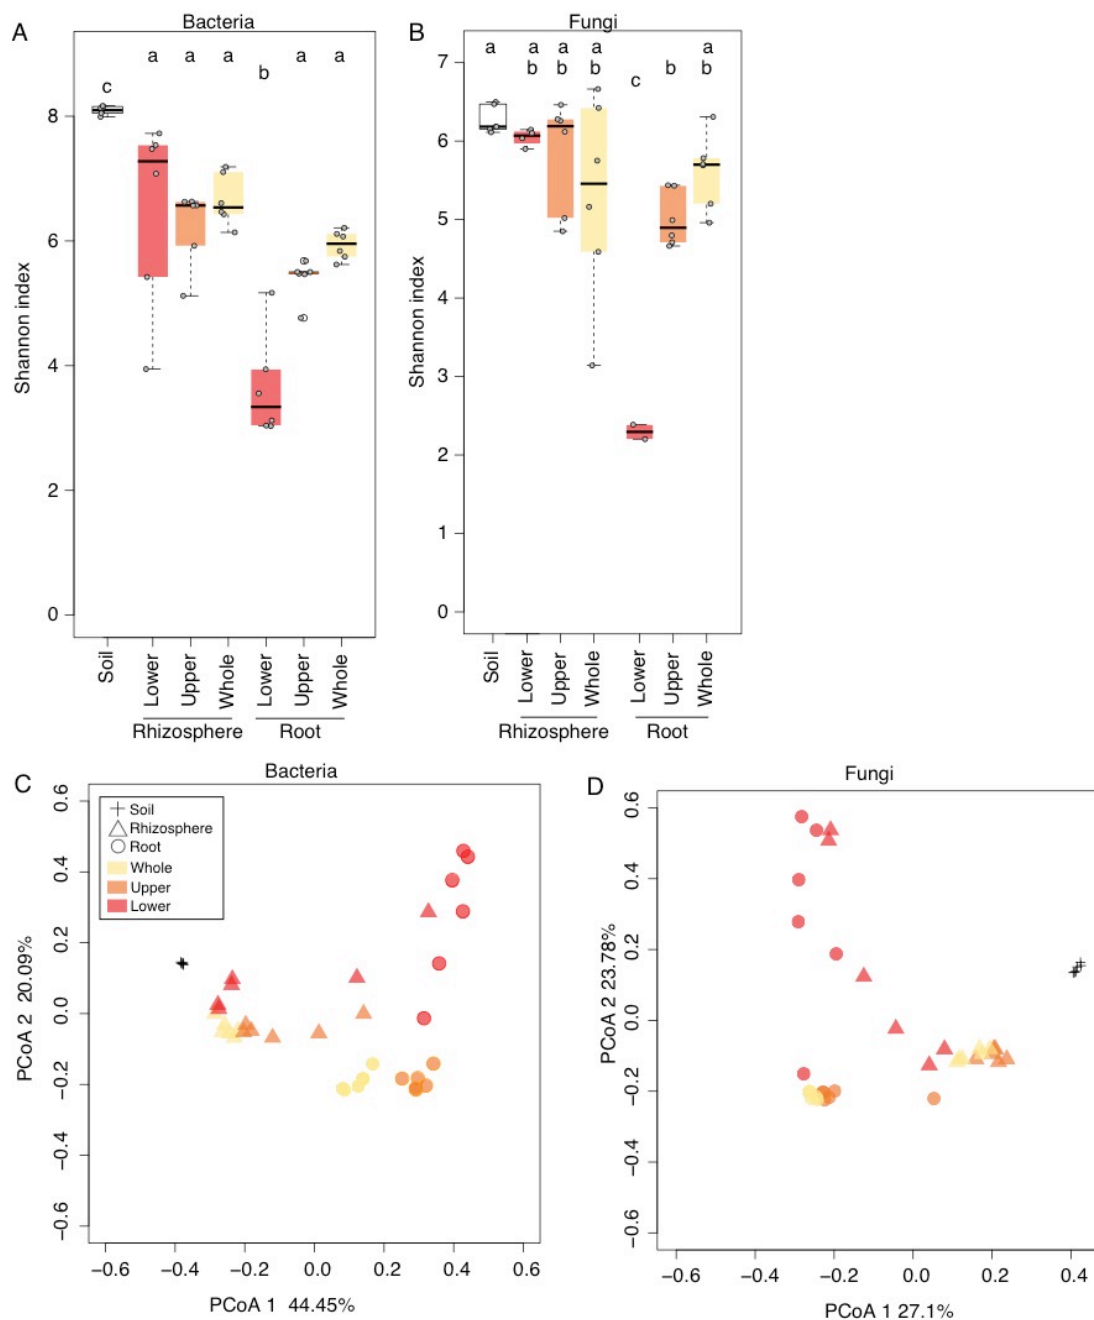 A
Bacteria
a a a a a
c b
8
6
4
2
0
Shannon index
Soil
Lower
Upper
Whole
Lower
Upper
Whole
Rhizosphere Root
B
Fungi
a a a a a
b b b b b
c
7
6
5
4
3
2
1
0
Shannon index
Soil
Lower
Upper
Whole
Lower
Upper
Whole
Rhizosphere Root
C
Bacteria
Soil
Rhizosphere
Root
Whole
Upper
Lower
0.6
0.4
0.2
0.0
−0.2
−0.4
−0.6
PCoA 2 20.09%
−0.6 −0.4 −0.2 0.0 0.2 0.4 0.6
PCoA 1 44.45%
D
Fungi
0.6
0.4
0.2
0.0
−0.2
−0.4
−0.6
PCoA 2 23.78%
−0.6 −0.4 −0.2 0.0 0.2 0.4
PCoA 1 27.1%